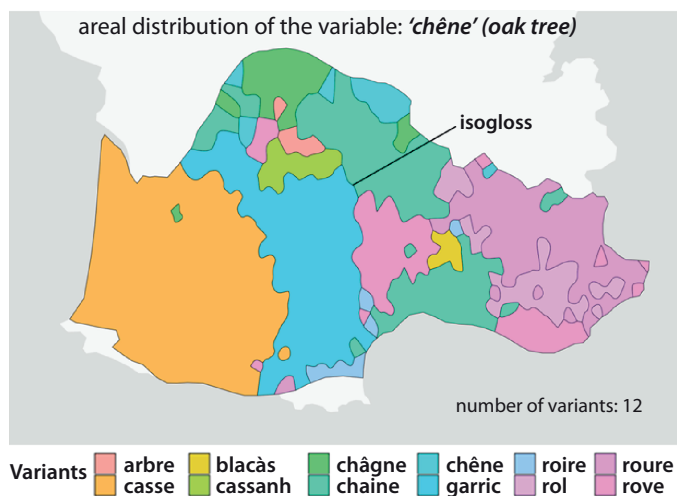 areal distribution of the variable: 'chêne' (oak tree)
isogloss
number of variants: 12
Variants
arbre blacàs châgne chêne roire roure
casse cassanh chaine garric rol rove